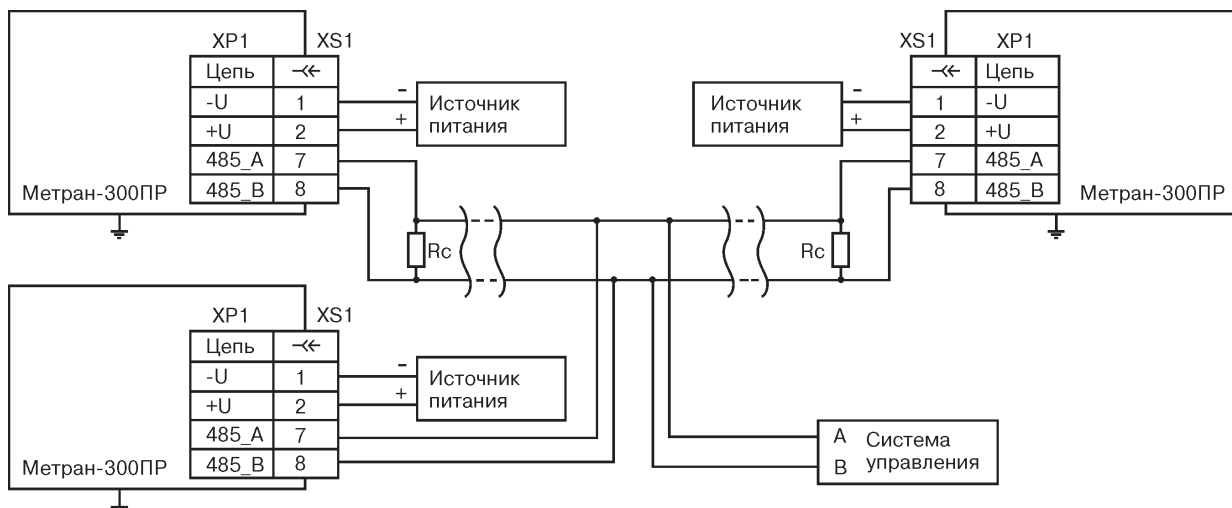 XP1 XS1
Цепь
-U 1
+U 2
485_A 7
485_B 8
Метран-300ПР
-
+
Источник
питания
XS1 XP1
Цепь
1 -U
2 +U
7 485_A
8 485_B
Метран-300ПР
-
+
Источник
питания
Rc
Rc
XP1 XS1
Цепь
-U 1
+U 2
485_A 7
485_B 8
Метран-300ПР
-
+
Источник
питания
A
B
Система
управления